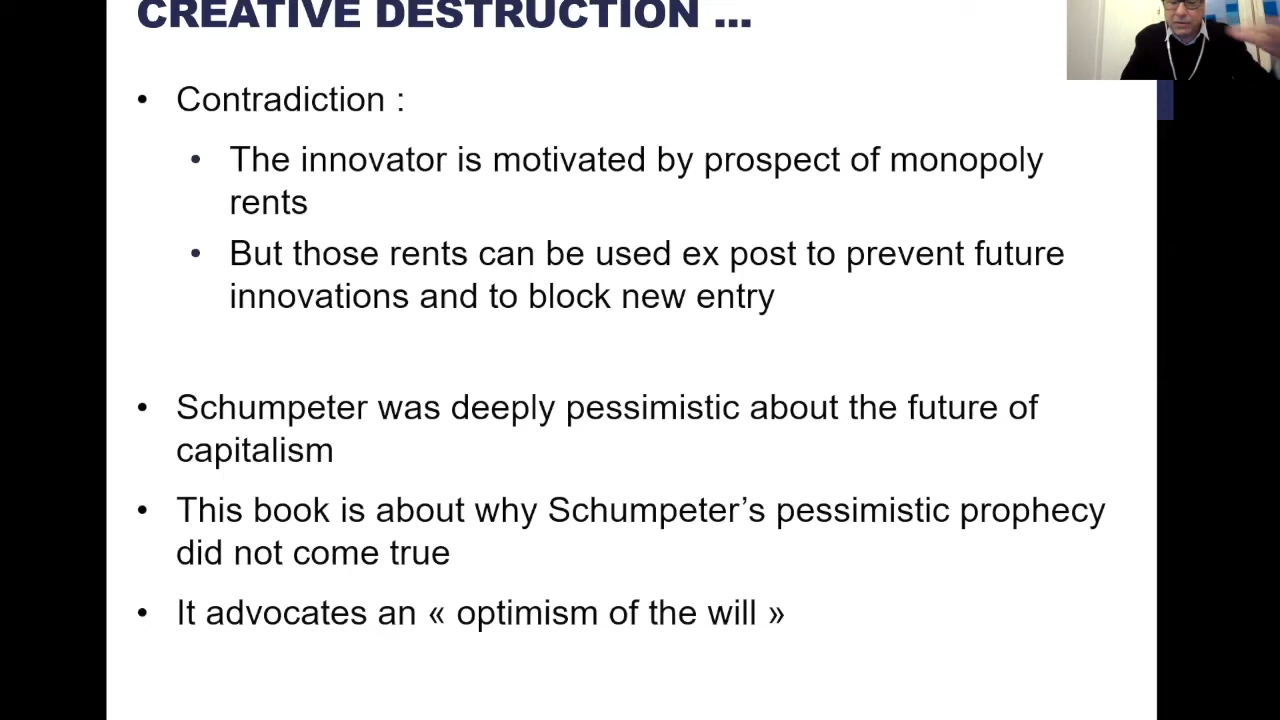 CREATIVE DESTRUCTION ...
• Contradiction :
• The innovator is motivated by prospect of monopoly
rents
• But those rents can be used ex post to prevent future
innovations and to block new entry
• Schumpeter was deeply pessimistic about the future of
capitalism
• This book is about why Schumpeter’s pessimistic prophecy
did not come true
• It advocates an « optimism of the will »